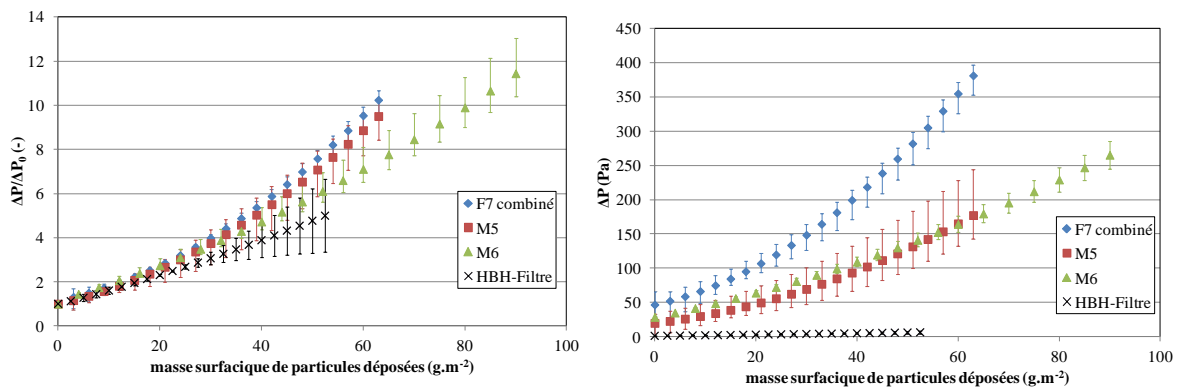 14
12
10
8
6
4
2
0
ΔP/ΔP0 (-)
0 20 40 60 80 100
masse surfacique de particules déposées (g.m-2)
F7 combiné
M5
M6
HBH-Filtre
450
400
350
300
250
200
150
100
50
0
ΔP (Pa)
0 20 40 60 80 100
masse surfacique de particules déposées (g.m-2)
F7 combiné
M5
M6
HBH-Filtre